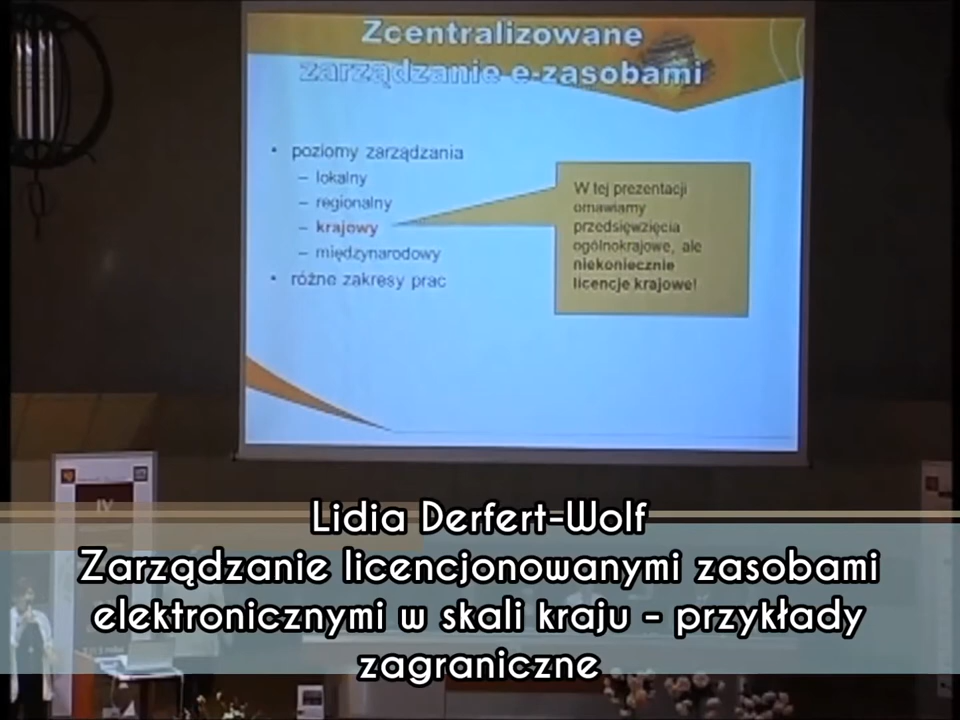 Zcentralizowane
zarządzanie e-zasobami
• poziomy zarządzania
– lokalny
– regionalny
– krajowy
– międzynarodowy
• różne zakresy prac
W tej prezentacji
omawiamy
przedsięwzięcia
ogólnokrajowe, ale
niekoniecznie
licencje krajowe!
IV
Lidia Derfert-Wolf
Zarządzanie licencjonowanymi zasobami
elektronicznymi w skali kraju - przykłady
zagraniczne